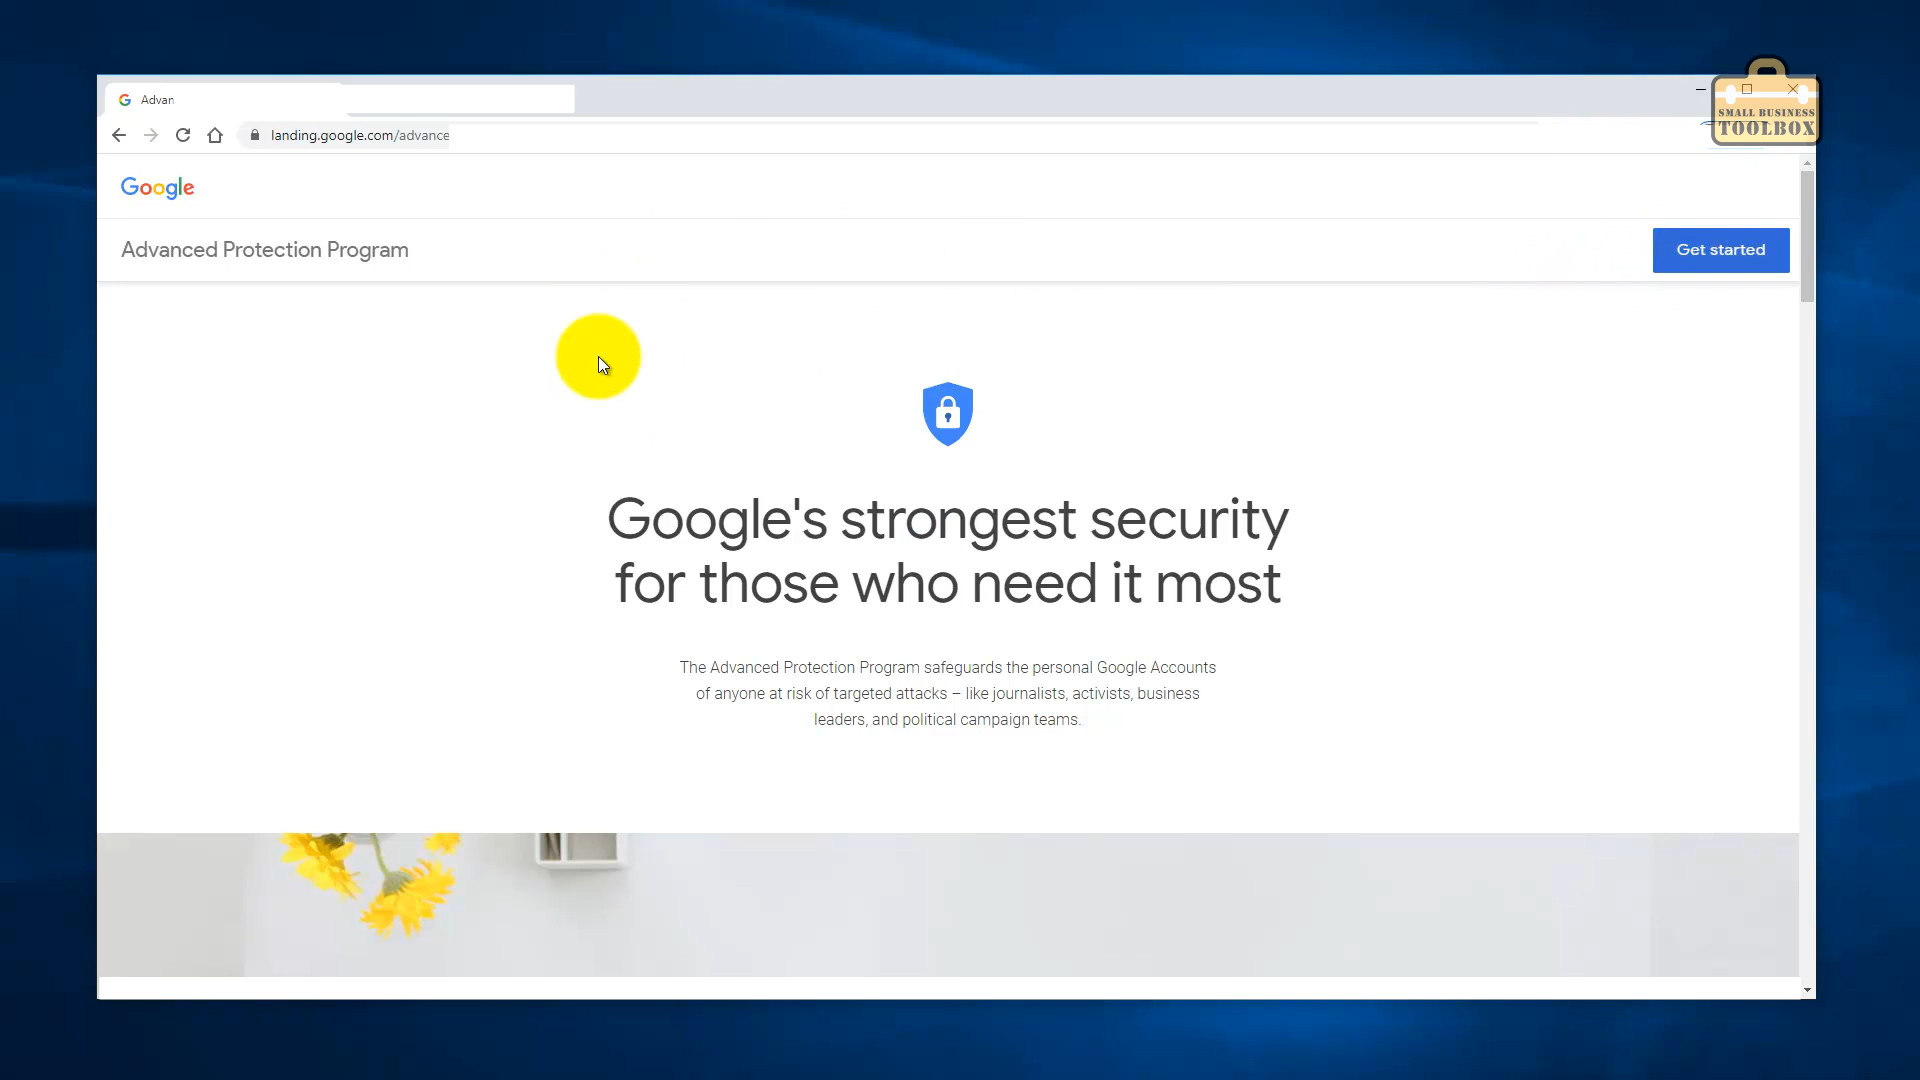 Advan
SMALL BUSINESS
TOOLBOX
landing.google.com/advance
Google
Advanced Protection Program
Get started
Google's strongest security
for those who need it most
The Advanced Protection Program safeguards the personal Google Accounts
of anyone at risk of targeted attacks – like journalists, activists, business
leaders, and political campaign teams.